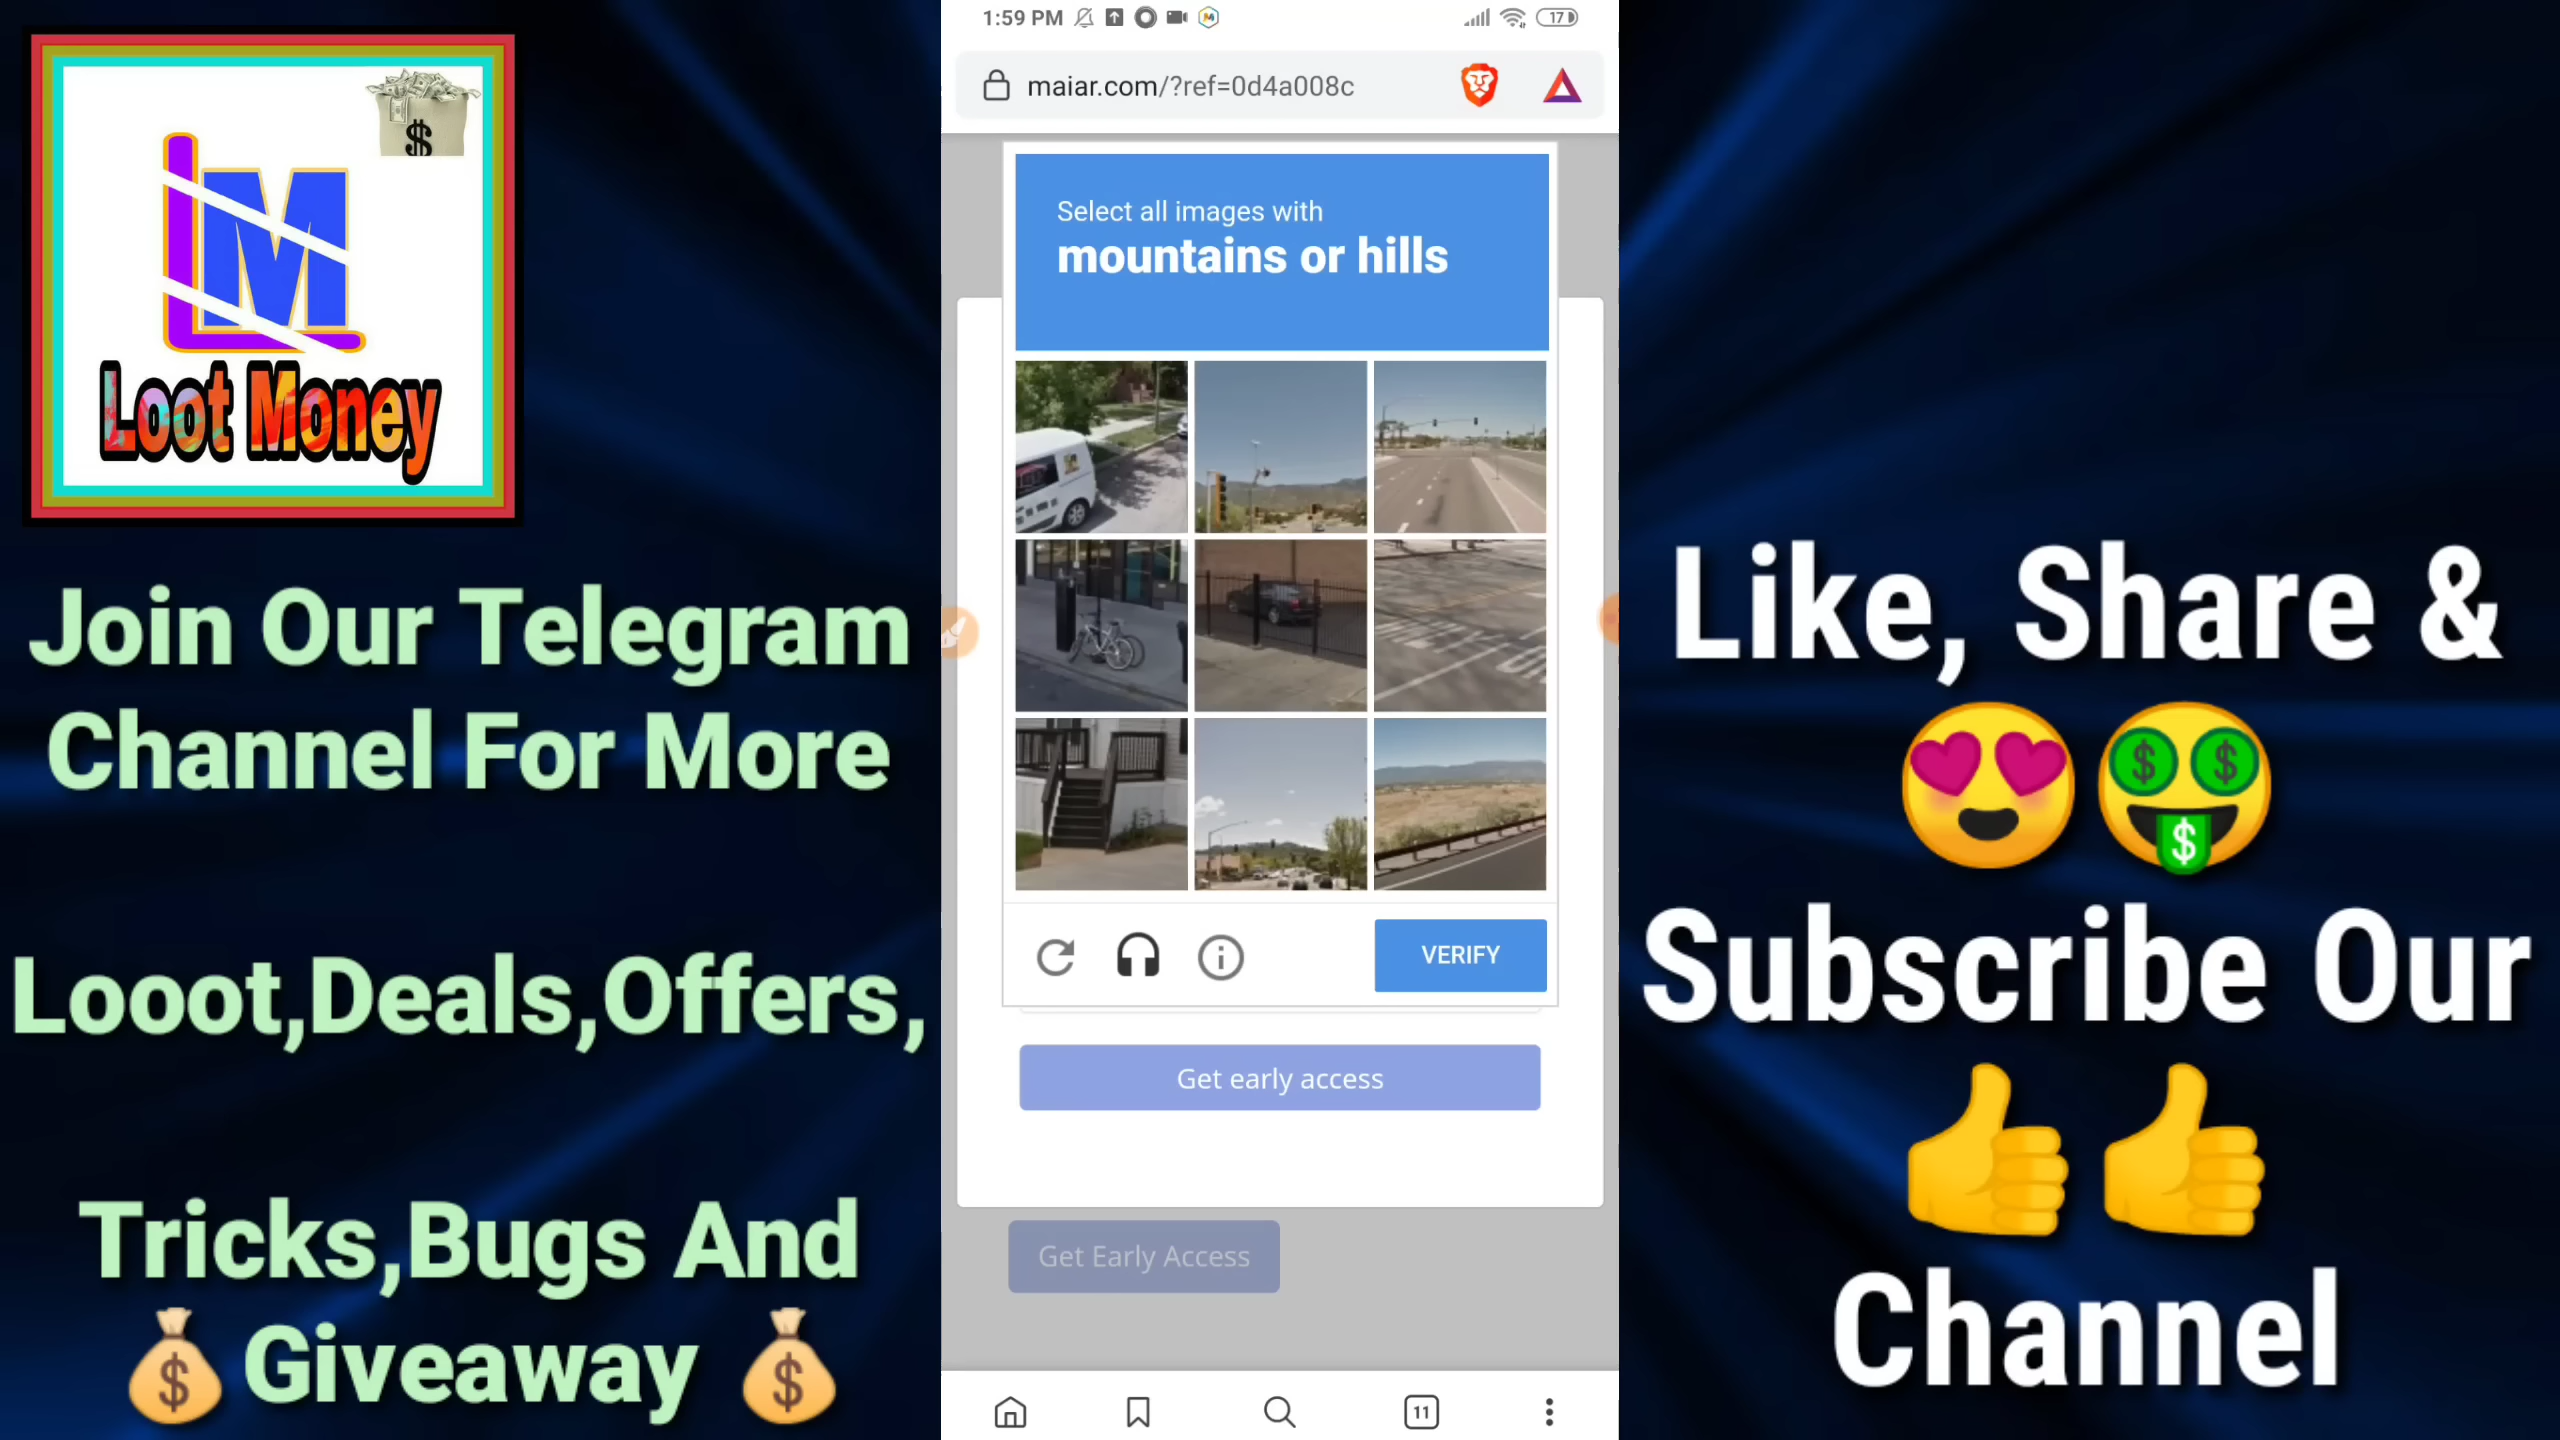 LM
Loot Money
$
Join Our Telegram
Channel For More
Looot,Deals,Offers,
Tricks,Bugs And
Giveaway
1:59 PM
17
maiar.com/?ref=0d4a008c
Select all images with
mountains or hills
VERIFY
Get early access
Get Early Access
11
Like, Share &
Subscribe Our
Channel